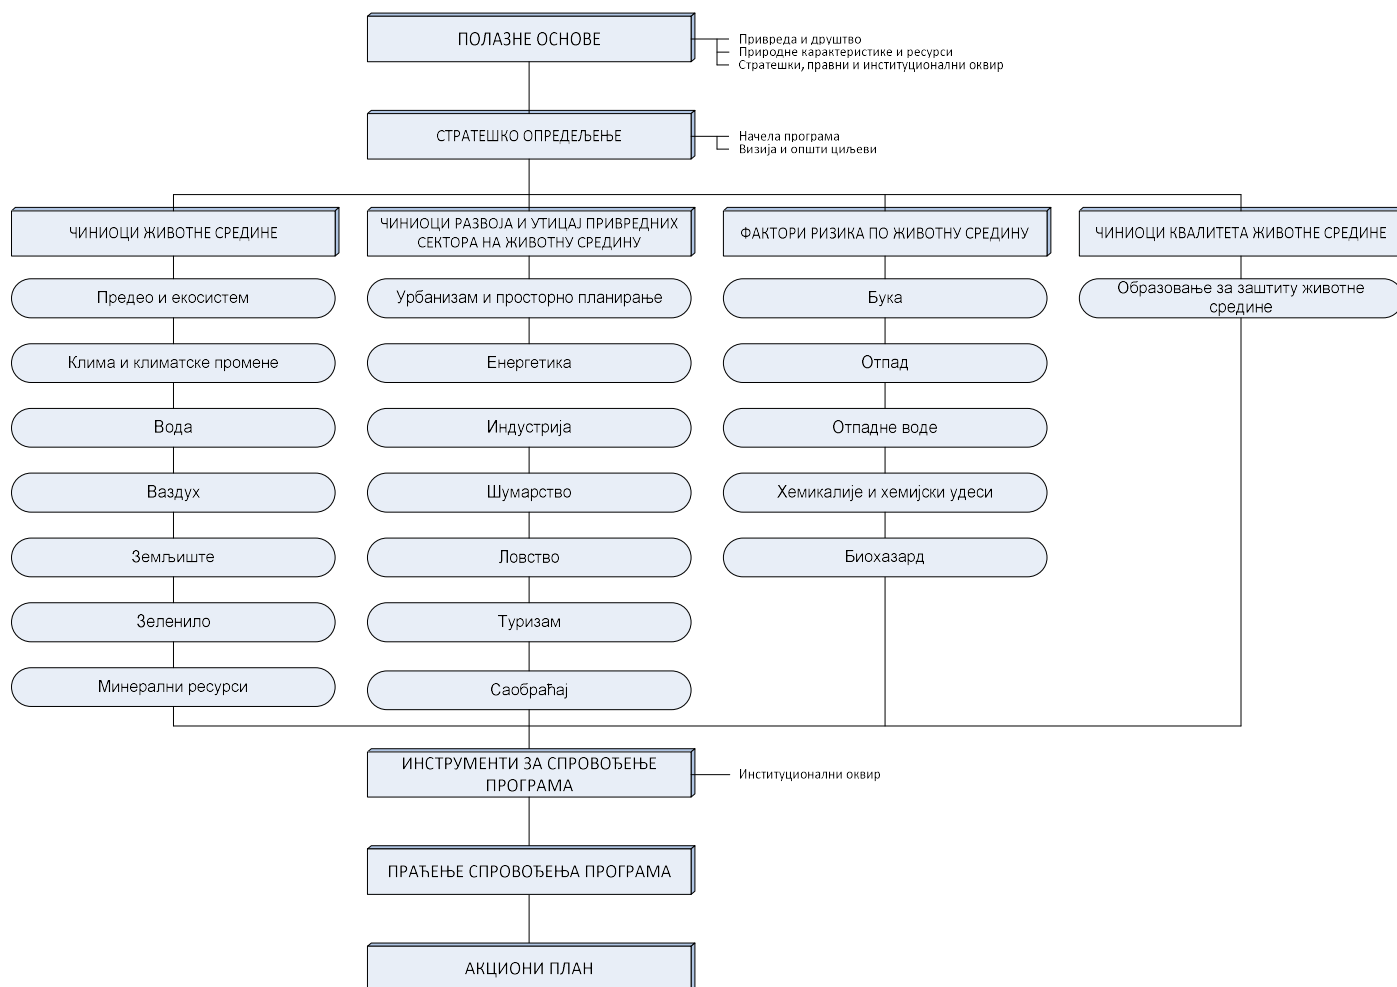 ПОЛАЗНЕ ОСНОВЕ
Привреда и друштво
Природне карактеристике и ресурси
Стратешки, правни и институционални оквир
СТРАТЕШКО ОПРЕДЕЉЕЊЕ
Начела програма
Визија и општи циљеви
ЧИНИОЦИ ЖИВОТНЕ СРЕДИНЕ
Предео и екосистем
Клима и климатске промене
Вода
Ваздух
Земљиште
Зеленило
Минерални ресурси
ЧИНИОЦИ РАЗВОЈА И УТИЦАЈ ПРИВРЕДНИХ
СЕКТОРА НА ЖИВОТНУ СРЕДИНУ
Урбанизам и просторно планирање
Енергетика
Индустрија
Шумарство
Ловство
Туризам
Саобраћај
ФАКТОРИ РИЗИКА ПО ЖИВОТНУ СРЕДИНУ
Бука
Отпад
Отпадне воде
Хемикалије и хемијски удеси
Биохазард
ЧИНИОЦИ КВАЛИТЕТА ЖИВОТНЕ СРЕДИНЕ
Образовање за заштиту животне
средине
ИНСТРУМЕНТИ ЗА СПРОВОЂЕЊЕ
ПРОГРАМА
Институционални оквир
ПРАЋЕЊЕ СПРОВОЂЕЊА ПРОГРАМА
АКЦИОНИ ПЛАН